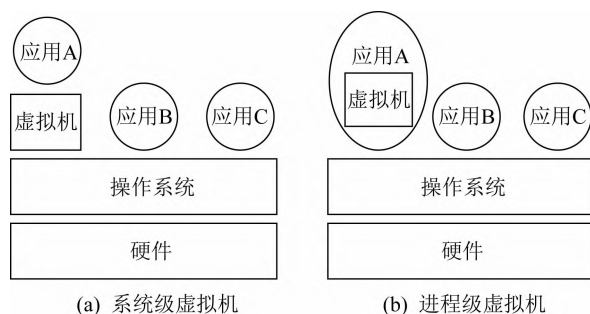 应用A
虚拟机
应用B
应用C
操作系统
硬件
(a) 系统级虚拟机
应用A
虚拟机
应用B
应用C
操作系统
硬件
(b) 进程级虚拟机